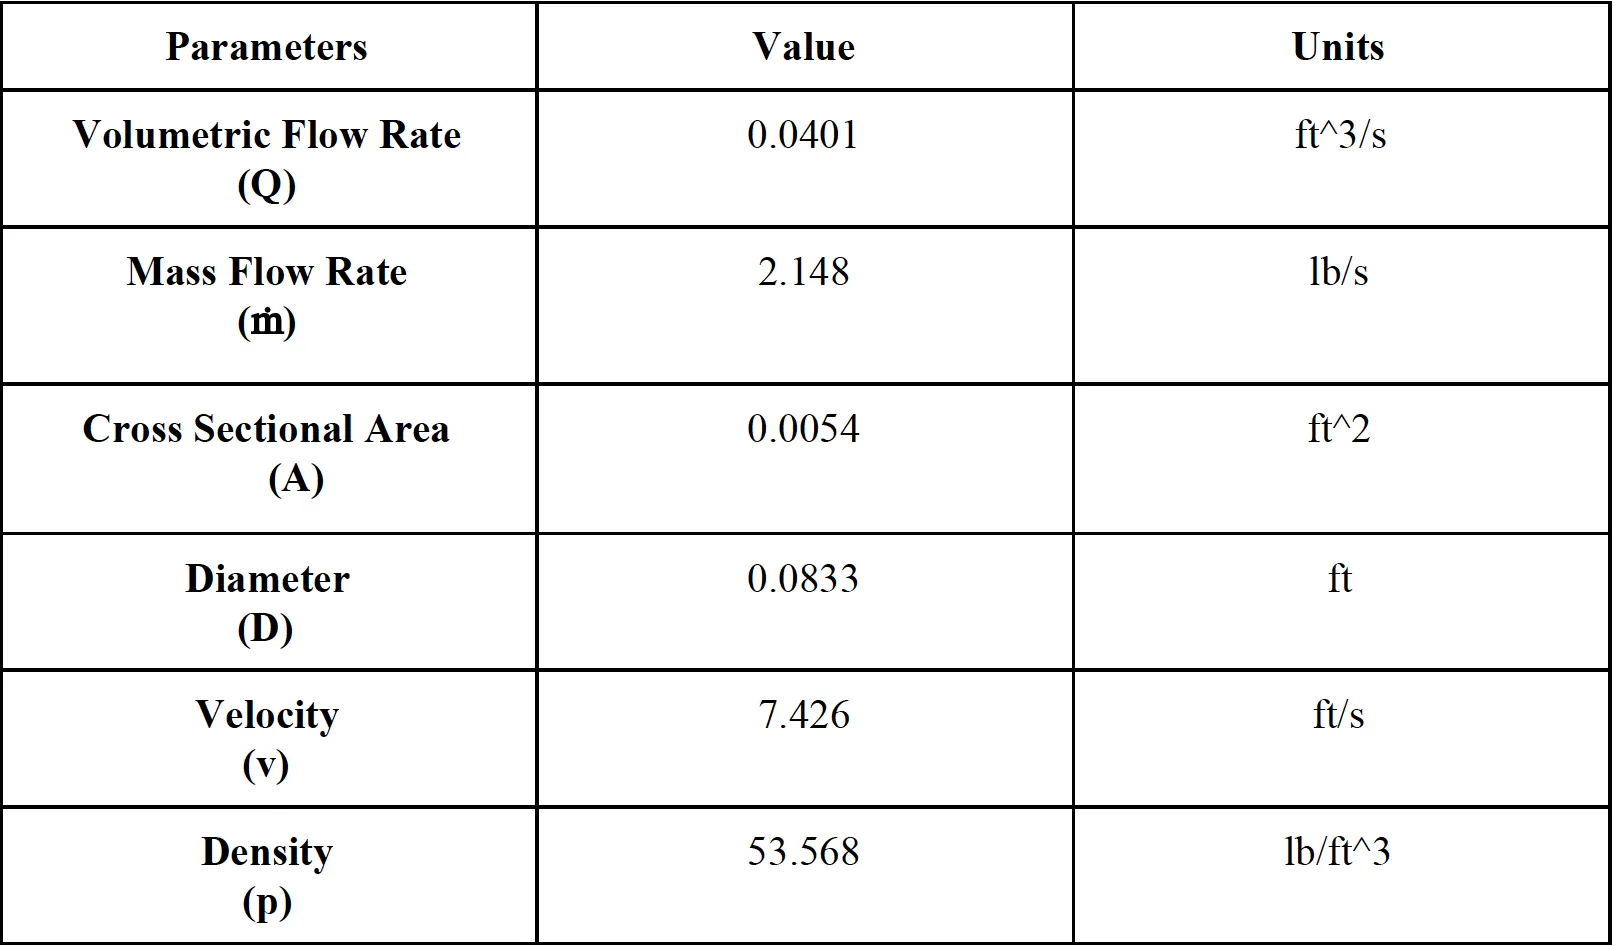 Parameters Value Units
Volumetric Flow Rate 0.0401 ft^3/s
(Q)
Mass Flow Rate 2.148 lb/s
(ṁ)
Cross Sectional Area 0.0054 ft^2
(A)
Diameter 0.0833 ft
(D)
Velocity 7.426 ft/s
(v)
Density 53.568 lb/ft^3
(p)